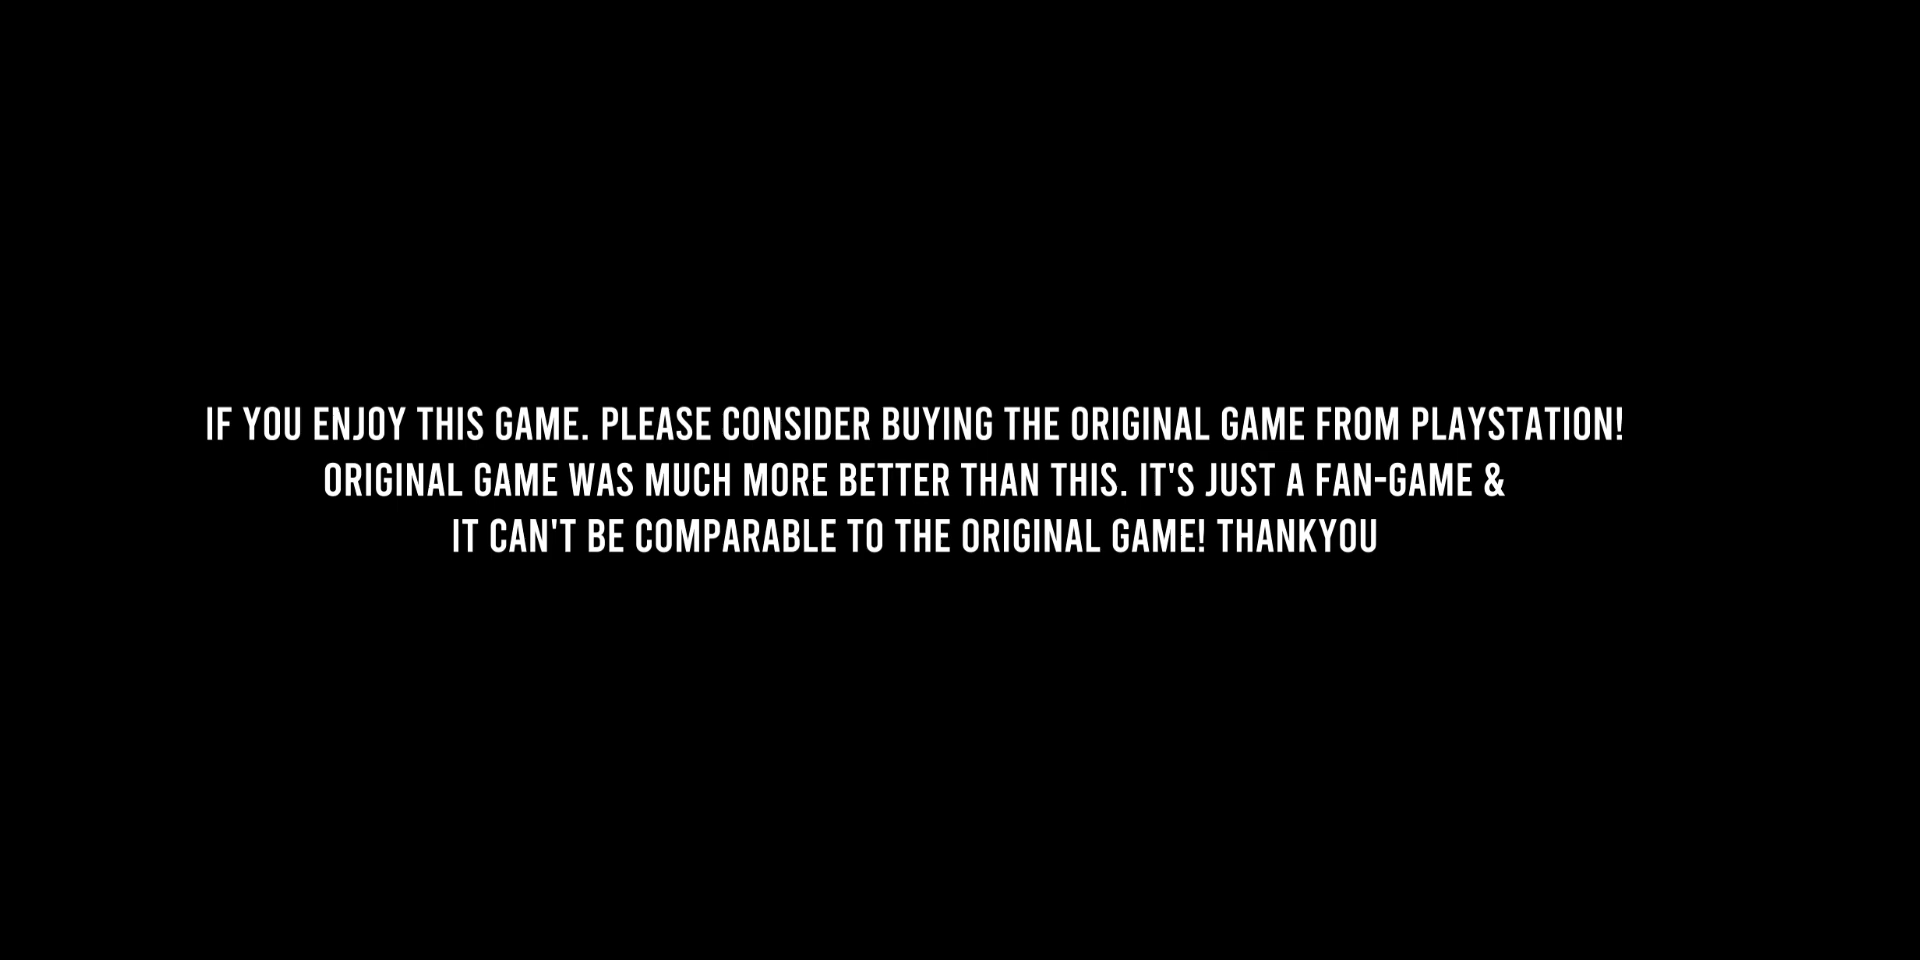 IF YOU ENJOY THIS GAME. PLEASE CONSIDER BUYING THE ORIGINAL GAME FROM PLAYSTATION!
ORIGINAL GAME WAS MUCH MORE BETTER THAN THIS. IT'S JUST A FAN-GAME &
IT CAN'T BE COMPARABLE TO THE ORIGINAL GAME! THANKYOU